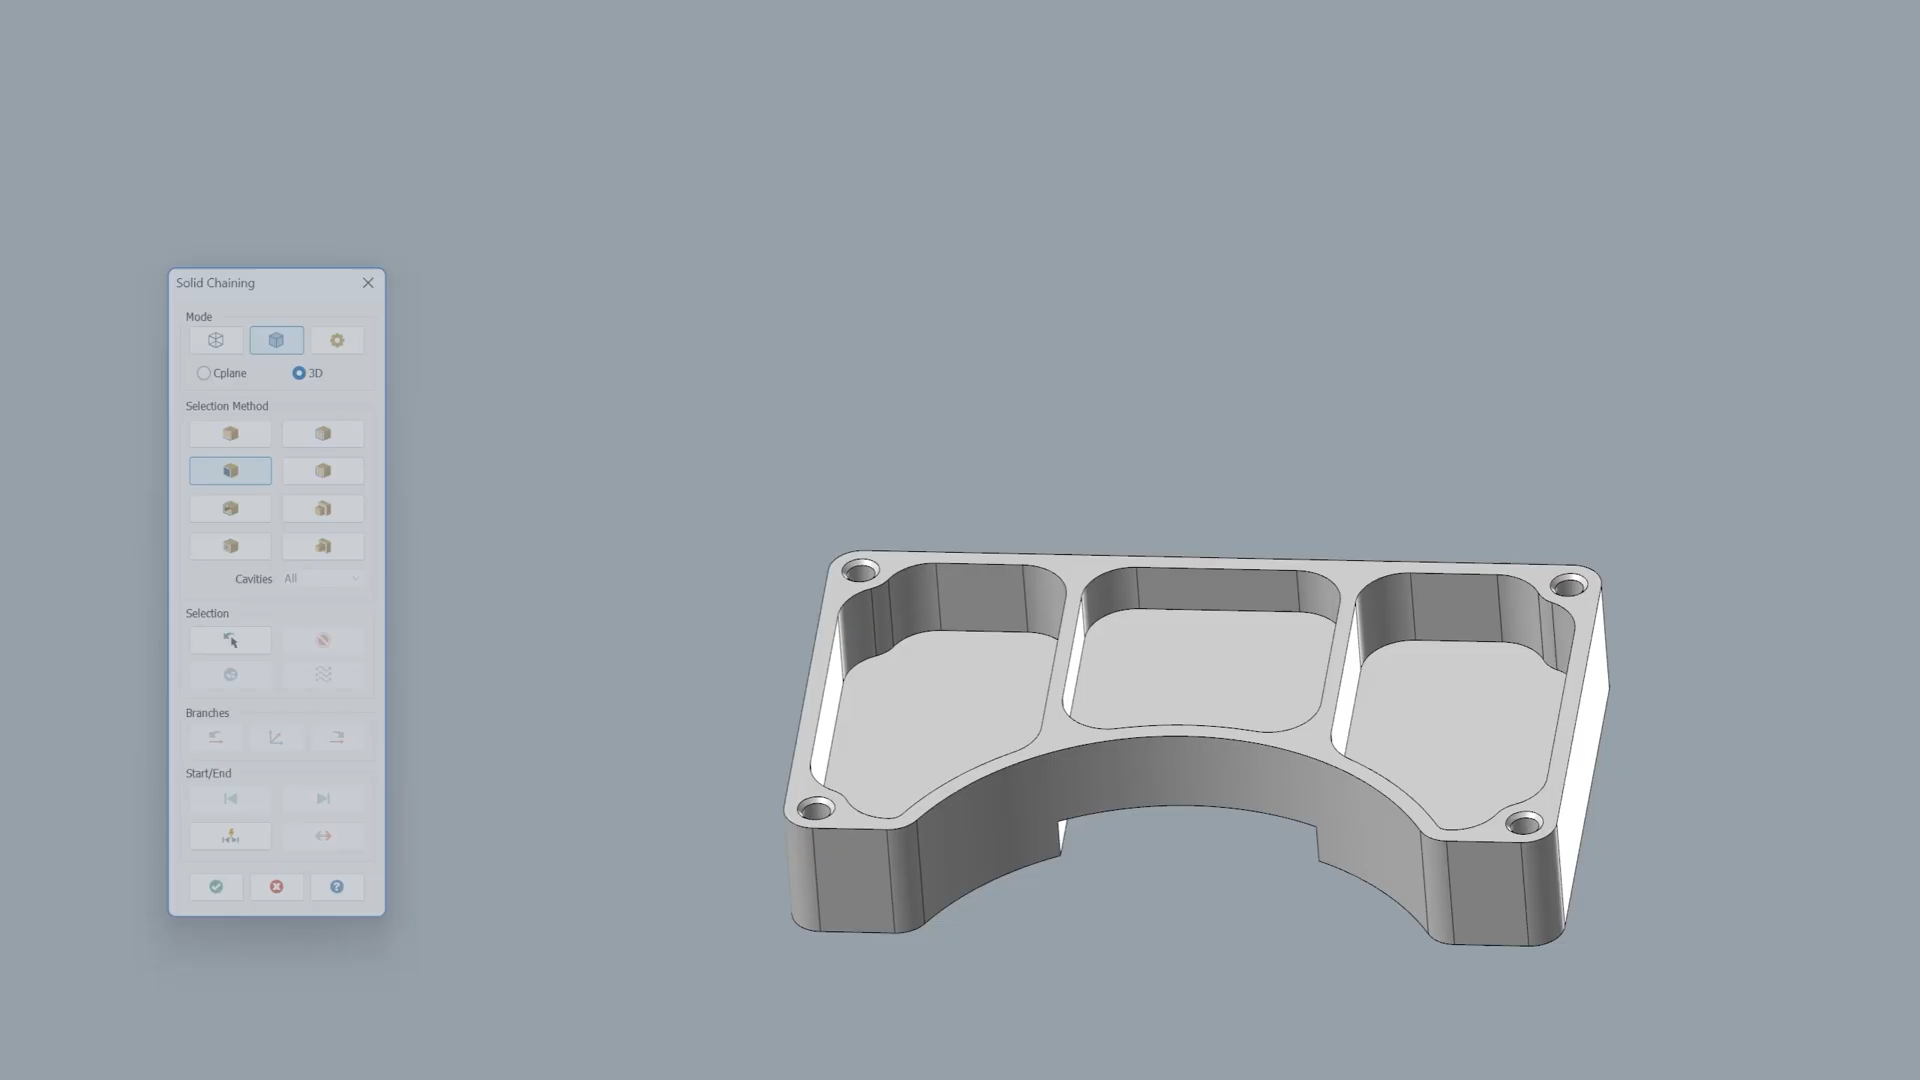 Solid Chaining
Mode
Cplane
3D
Selection Method
Cavities
All
Selection
Branches
Start/End